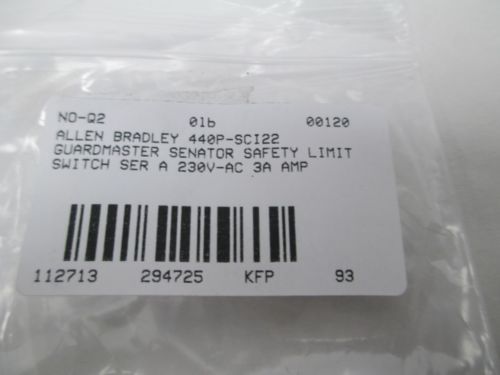 NO-Q2 01b 00120
ALLEN BRADLEY 440P-SCI22
GUARDMASTER SENATOR SAFETY LIMIT
SWITCH SER A 230V-AC 3A AMP
112713 294725 KFP 93